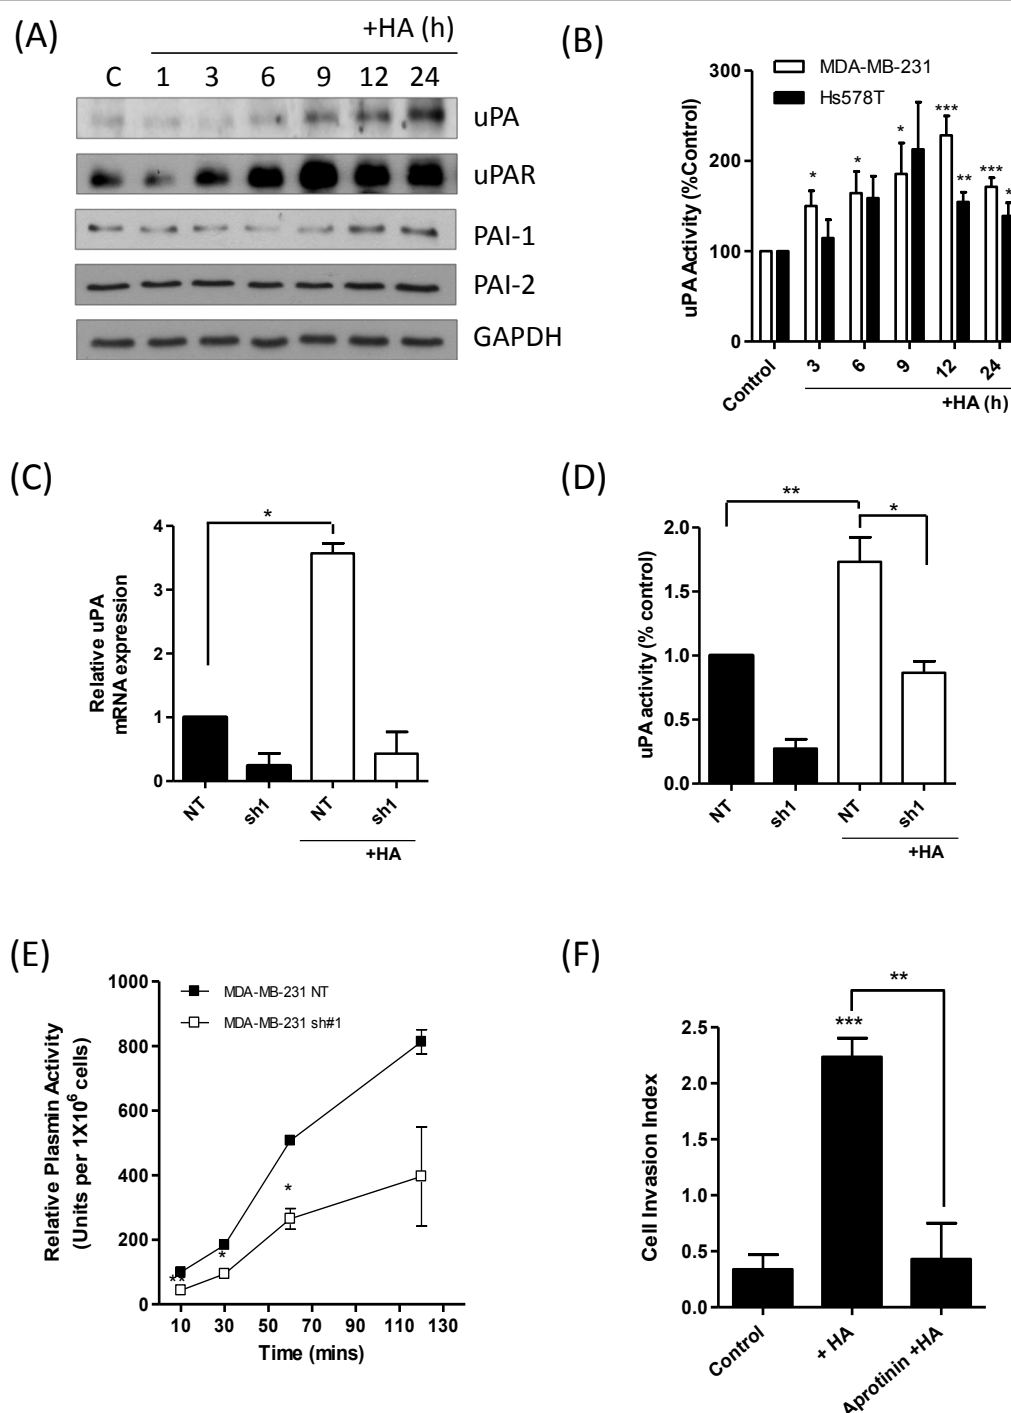 (A)
+HA (h)
C 1 3 6 9 12 24
uPA
uPAR
PAI-1
PAI-2
GAPDH
(B)
MDA-MB-231
Hs578T
uPA Activity (%Control)
300
200
100
0
* * * *** ** *** *
Control 3 6 9 12 24
+HA (h)
(C)
*
Relative uPA
mRNA expression
4
3
2
1
0
NT sh1 NT sh1
+HA
(D)
** *
uPA activity (% control)
2.0
1.5
1.0
0.5
0.0
NT sh1 NT sh1
+HA
(E)
MDA-MB-231 NT
MDA-MB-231 sh#1
Relative Plasmin Activity
(Units per 1X10⁶ cells)
1000
800
600
400
200
0
** * *
10 30 50 70 90 110 130
Time (mins)
(F)
**
***
Cell Invasion Index
2.5
2.0
1.5
1.0
0.5
0.0
Control + HA Aprotinin +HA